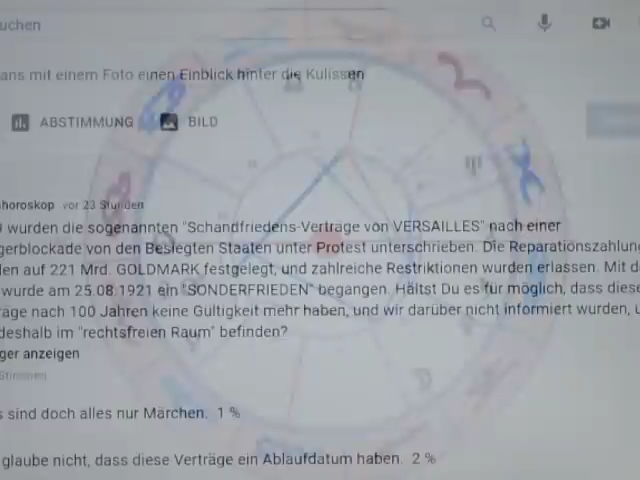 uchen
ans mit einem Foto einen Einblick hinter die Kulissen
ABSTIMMUNG BILD
horoskop vor 23 Stunden
wurden die sogenannten "Schandfriedens-Verträge von VERSAILLES" nach einer
gerblockade von den Besiegten Staaten unter Protest unterschrieben. Die Reparationszahlung
den auf 221 Mrd. GOLDMARK festgelegt, und zahlreiche Restriktionen wurden erlassen. Mit d
wurde am 25.08.1921 ein "SONDERFRIEDEN" begangen. Hältst Du es für möglich, dass diese
räge nach 100 Jahren keine Gültigkeit mehr haben, und wir darüber nicht informiert wurden, u
deshalb im "rechtsfreien Raum" befinden?
ger anzeigen
Stimmen
s sind doch alles nur Märchen. 1 %
glaube nicht, dass diese Verträge ein Ablaufdatum haben. 2 %